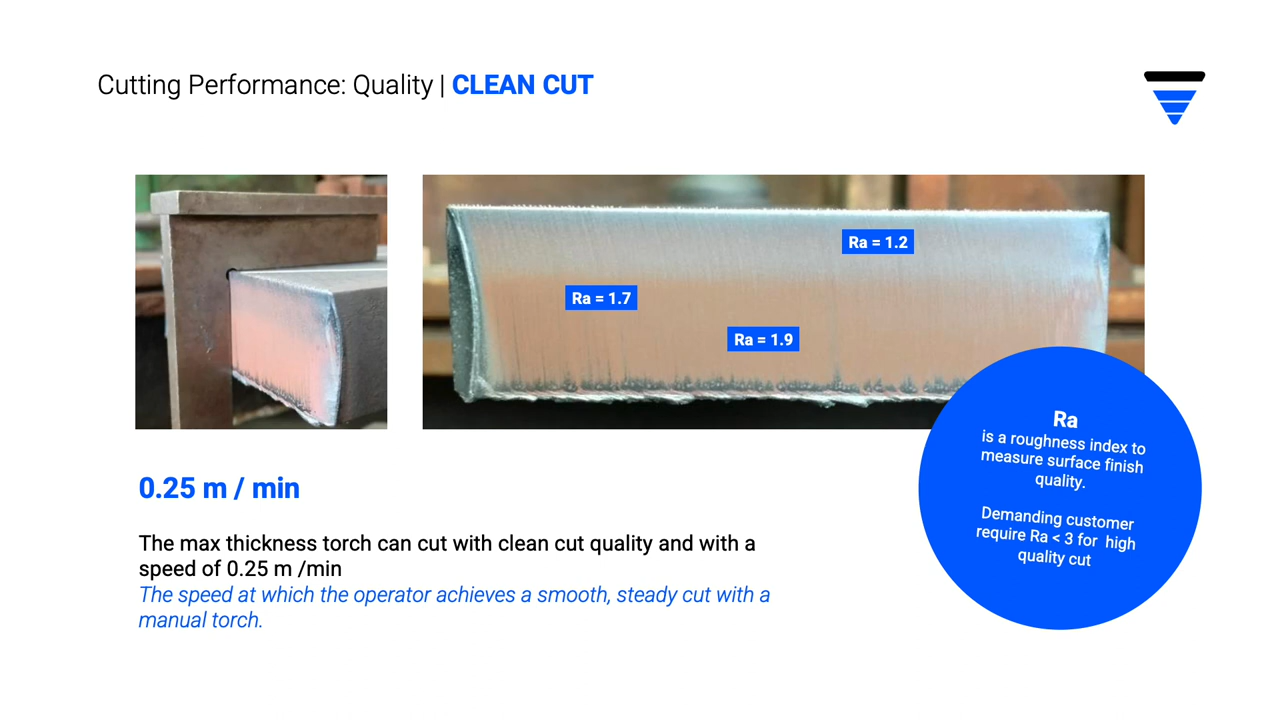 Cutting Performance: Quality | CLEAN CUT
Ra = 1.2
Ra = 1.7
Ra = 1.9
0.25 m / min
The max thickness torch can cut with clean cut quality and with a
speed of 0.25 m /min
The speed at which the operator achieves a smooth, steady cut with a
manual torch.
Ra
is a roughness index to
measure surface finish
quality.
Demanding customer
require Ra < 3 for  high
quality cut